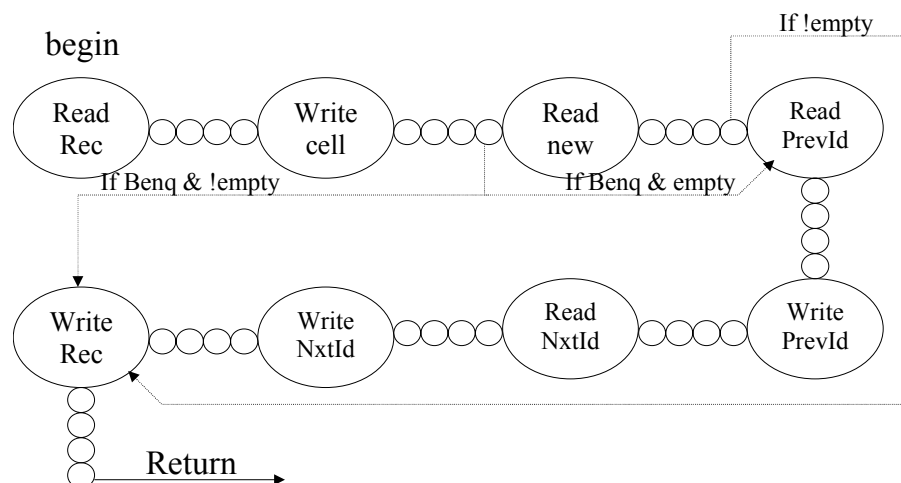 If !empty
begin
Read
Rec
Write
cell
Read
new
Read
PrevId
If Benq & !empty
If Benq & empty
Write
Rec
Write
NxtId
Read
NxtId
Write
PrevId
Return